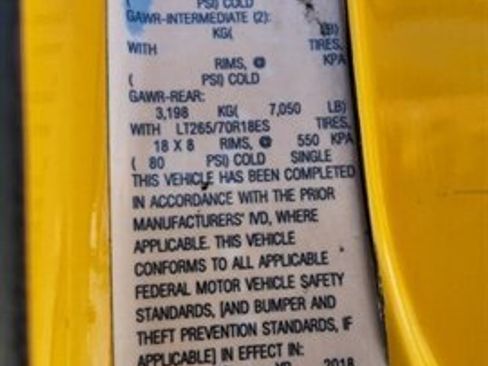 ( PSI) COLD
GAWR-INTERMEDIATE (2):
KG( LB)
WITH TIRES,
RIMS, @ KPA
( PSI) COLD
GAWR-REAR:
3,198 KG( 7,050 LB)
WITH LT265/70R18ES TIRES,
18 X 8 RIMS, @ 550 KPA
( 80 PSI) COLD SINGLE
THIS VEHICLE HAS BEEN COMPLETED
IN ACCORDANCE WITH THE PRIOR
MANUFACTURERS' IVD, WHERE
APPLICABLE. THIS VEHICLE
CONFORMS TO ALL APPLICABLE
FEDERAL MOTOR VEHICLE SAFETY
STANDARDS, [AND BUMPER AND
THEFT PREVENTION STANDARDS, IF
APPLICABLE] IN EFFECT IN:
YR 2018